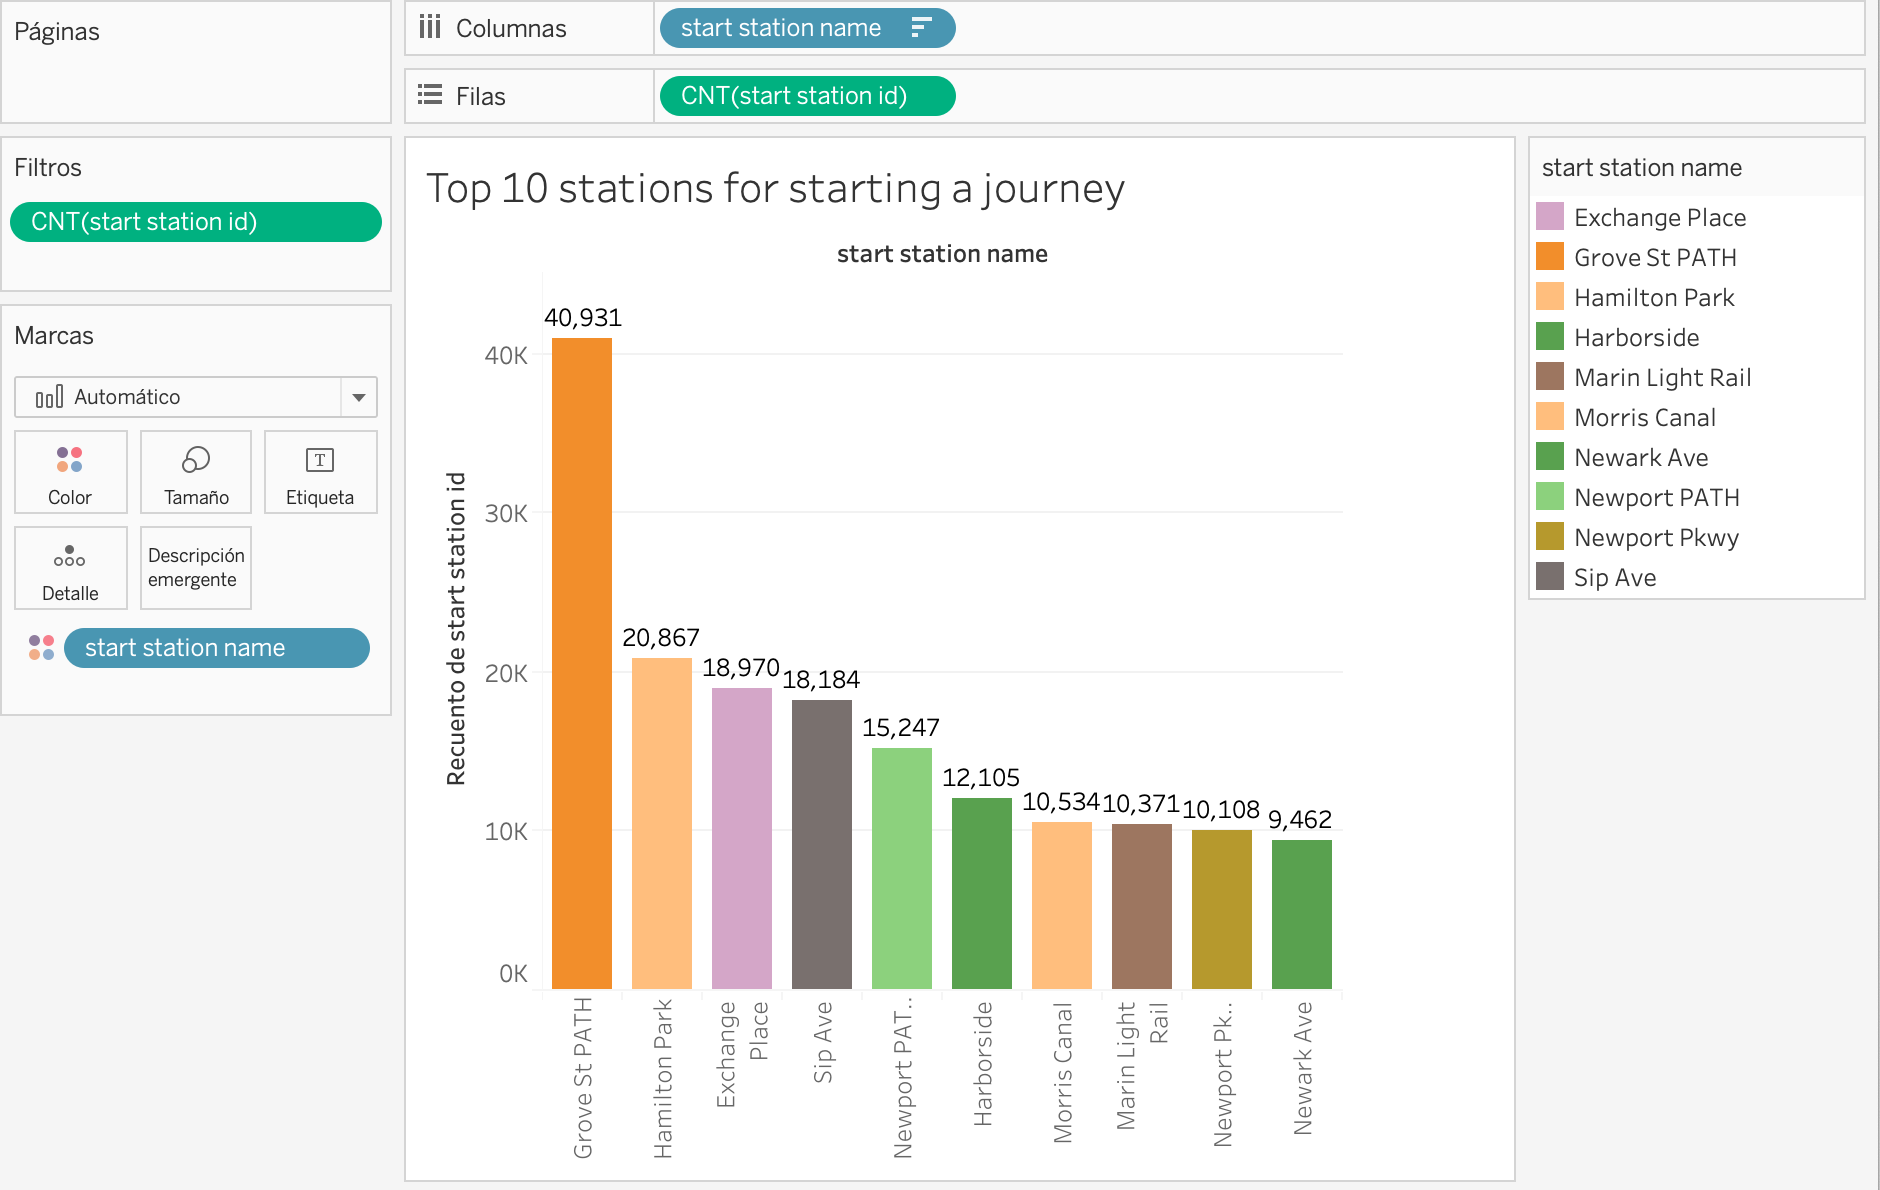 Páginas
Columnas
start station name
Filas
CNT(start station id)
Filtros
CNT(start station id)
Marcas
Automático
Color
Tamaño
T
Etiqueta
Detalle
Descripción
emergente
start station name
Top 10 stations for starting a journey
start station name
Recuento de start station id
40K
30K
20K
10K
0K
40,931
20,867
18,970
18,184
15,247
12,105
10,534
10,371
10,108
9,462
Grove St PATH
Hamilton Park
Exchange
Place
Sip Ave
Newport PAT..
Harborside
Morris Canal
Marin Light
Rail
Newport Pk..
Newark Ave
start station name
Exchange Place
Grove St PATH
Hamilton Park
Harborside
Marin Light Rail
Morris Canal
Newark Ave
Newport PATH
Newport Pkwy
Sip Ave